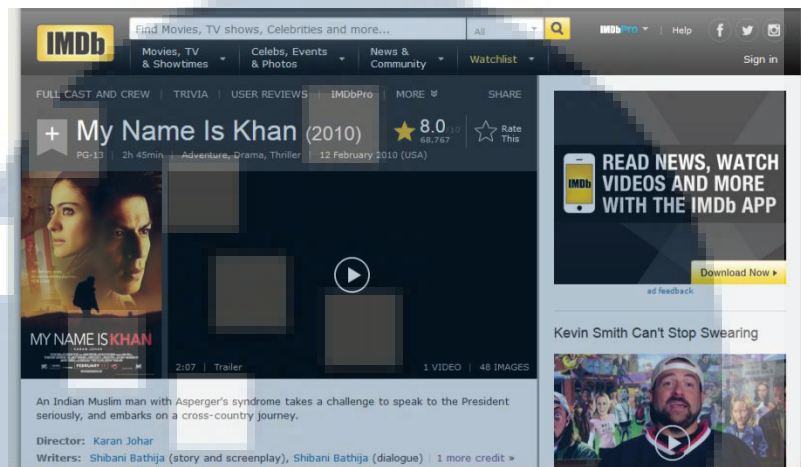 IMDb
Find Movies, TV shows, Celebrities and more...
All
IMDbPro
Help
Movies, TV & Showtimes
Celebs, Events & Photos
News & Community
Watchlist
Sign in
FULL CAST AND CREW | TRIVIA | USER REVIEWS | IMDbPro | MORE SHARE
+ My Name Is Khan (2010)
8.0/10
68,767
Rate This
PG-13 | 2h 45min | Adventure, Drama, Thriller | 12 February 2010 (USA)
MY NAME IS KHAN
FEBRUARY
2:07 | Trailer
1 VIDEO | 48 IMAGES
An Indian Muslim man with Asperger's syndrome takes a challenge to speak to the President
seriously, and embarks on a cross-country journey.
Director: Karan Johar
Writers: Shibani Bathija (story and screenplay), Shibani Bathija (dialogue) | 1 more credit »
IMDb
READ NEWS, WATCH
VIDEOS AND MORE
WITH THE IMDb APP
Download Now
ad feedback
Kevin Smith Can't Stop Swearing